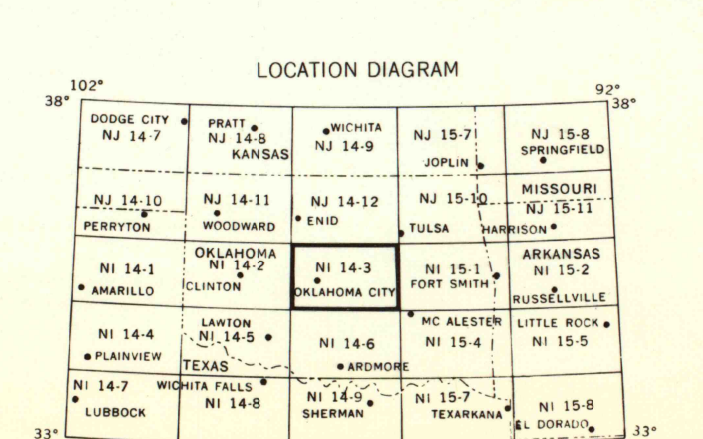 LOCATION DIAGRAM
102°
92°
38°
38°
DODGE CITY
NJ 14-7
PRATT
NJ 14-8
KANSAS
WICHITA
NJ 14-9
NJ 15-7
JOPLIN
NJ 15-8
SPRINGFIELD
NJ 14-10
PERRYTON
NJ 14-11
WOODWARD
NJ 14-12
ENID
NJ 15-10
TULSA
MISSOURI
NJ 15-11
HARRISON
NI 14-1
AMARILLO
OKLAHOMA
NI 14-2
CLINTON
NI 14-3
OKLAHOMA CITY
NI 15-1
FORT SMITH
ARKANSAS
NI 15-2
RUSSELLVILLE
NI 14-4
PLAINVIEW
LAWTON
NI 14-5
TEXAS
NI 14-6
ARDMORE
MC ALESTER
NI 15-4
LITTLE ROCK
NI 15-5
NI 14-7
LUBBOCK
WICHITA FALLS
NI 14-8
NI 14-9
SHERMAN
NI 15-7
TEXARKANA
NI 15-8
EL DORADO
33°
33°